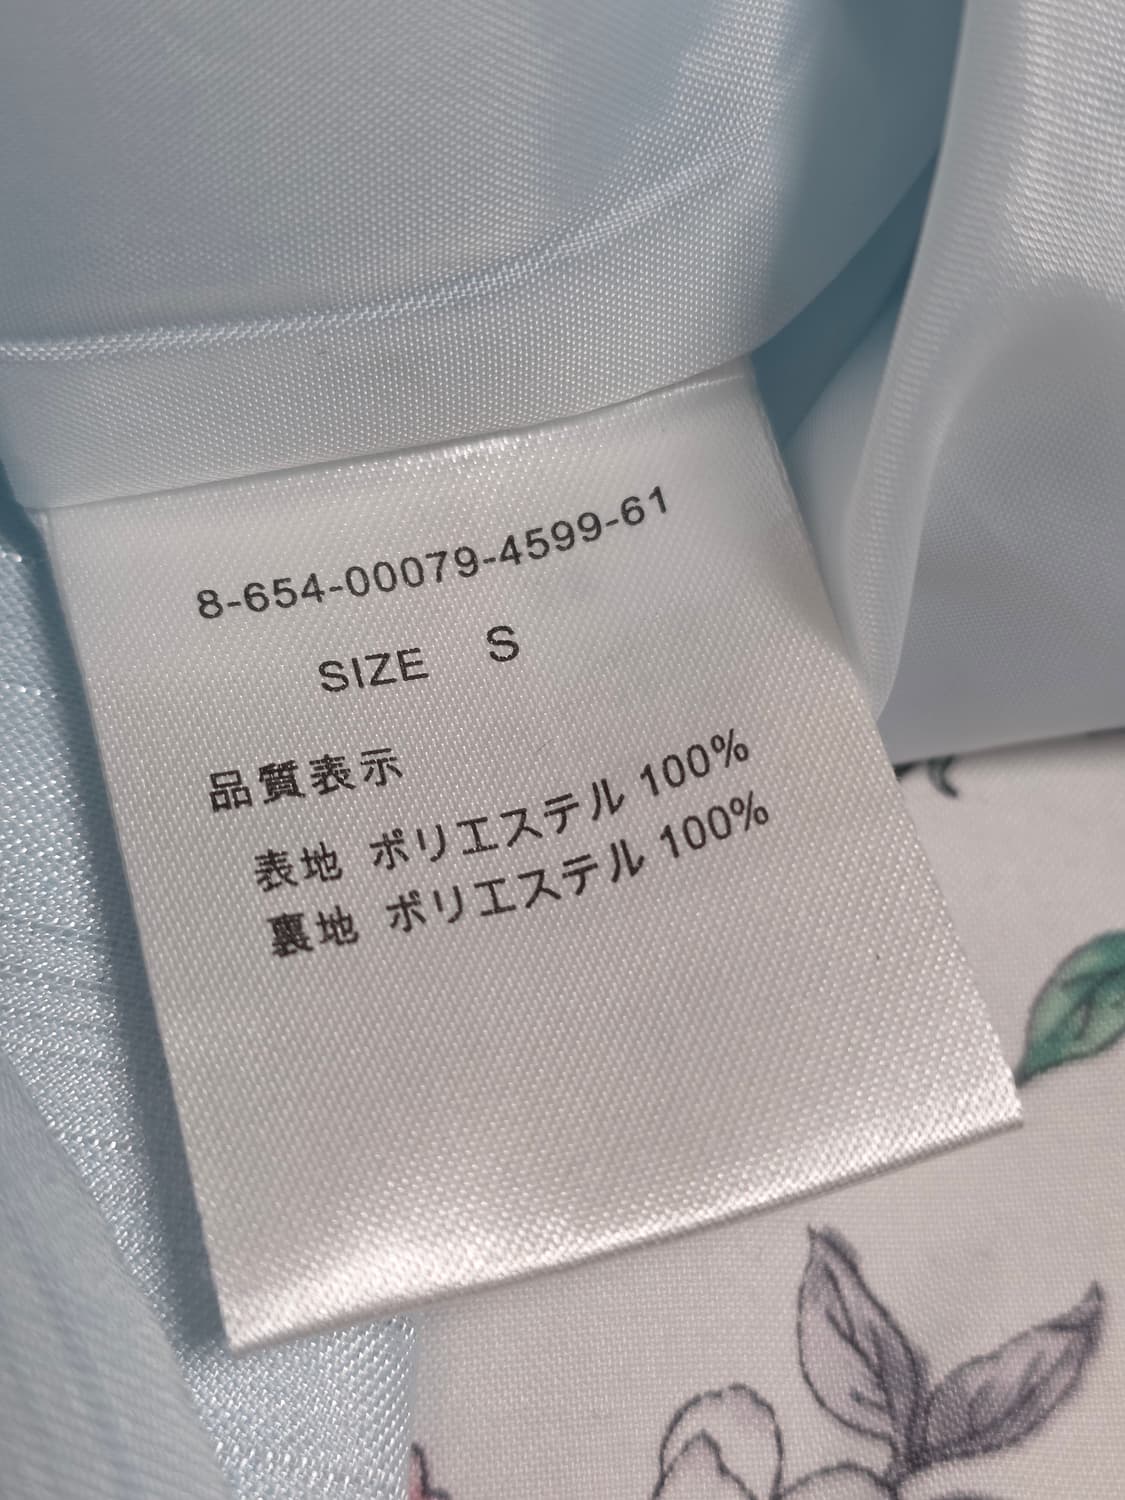 8-654-00079-4599-61
SIZE S
品質表示
表地 ポリエステル 100%
裏地 ポリエステル 100%